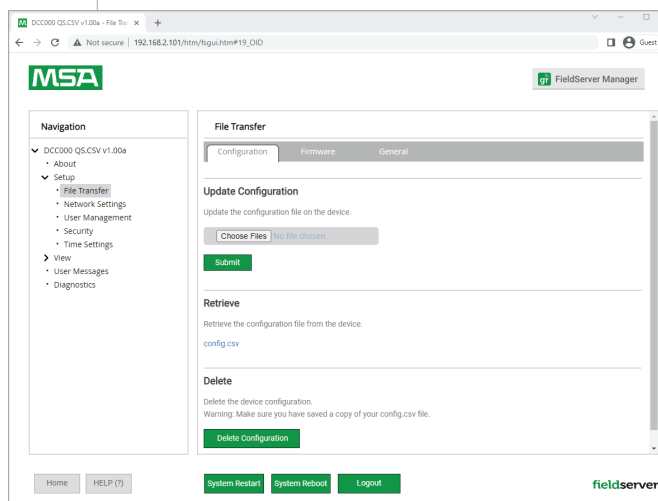 DCC000 QS.CSV v1.00a - File Tra
Not secure | 192.168.2.101/htm/fsgui.htm#19_OID
Guest
MSA
FieldServer Manager
Navigation
DCC000 QS.CSV v1.00a
About
Setup
File Transfer
Network Settings
User Management
Security
Time Settings
View
User Messages
Diagnostics
File Transfer
Configuration Firmware General
Update Configuration
Update the configuration file on the device.
Choose Files No file chosen
Submit
Retrieve
Retrieve the configuration file from the device.
config.csv
Delete
Delete the device configuration.
Warning: Make sure you have saved a copy of your config.csv file.
Delete Configuration
Home HELP (?) System Restart System Reboot Logout fieldserver